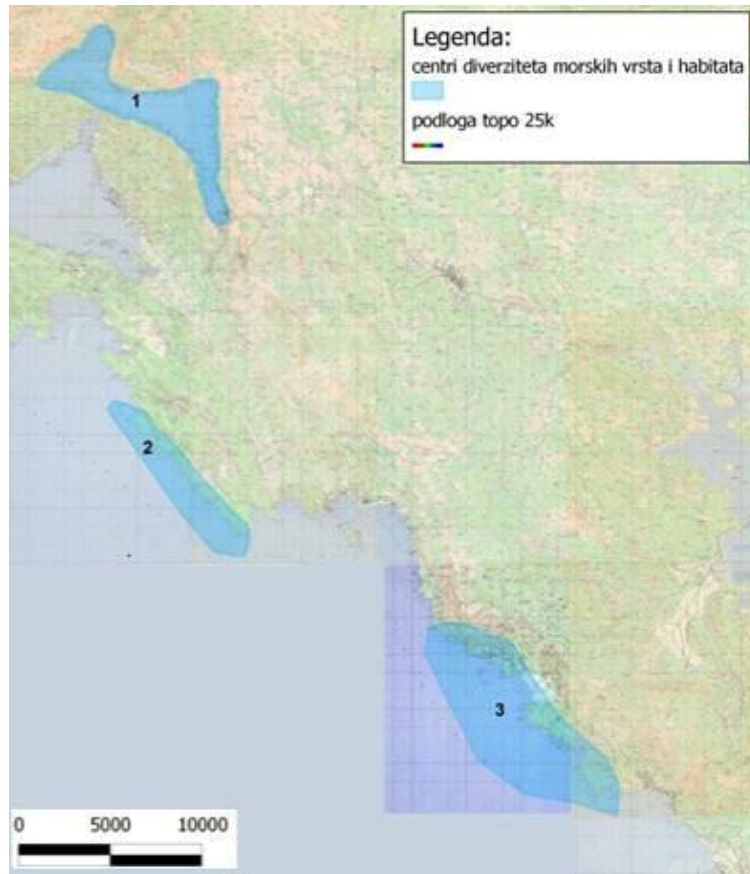 Legenda:
centri diverziteta morskih vrsta i habitata
podloga topo 25k
1
2
3
0 5000 10000